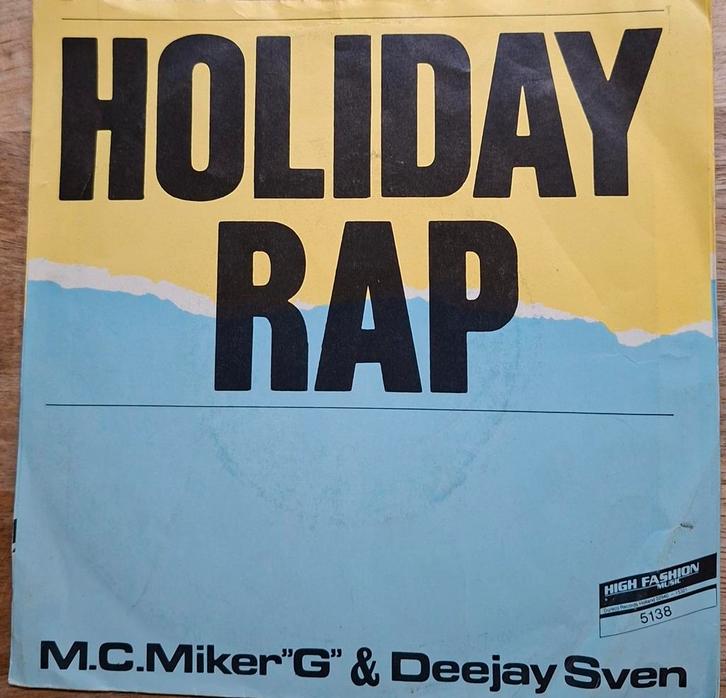 HOLIDAY
RAP
HIGH FASHION
MUSIC
5138
M.C.Miker"G" & Deejay Sven